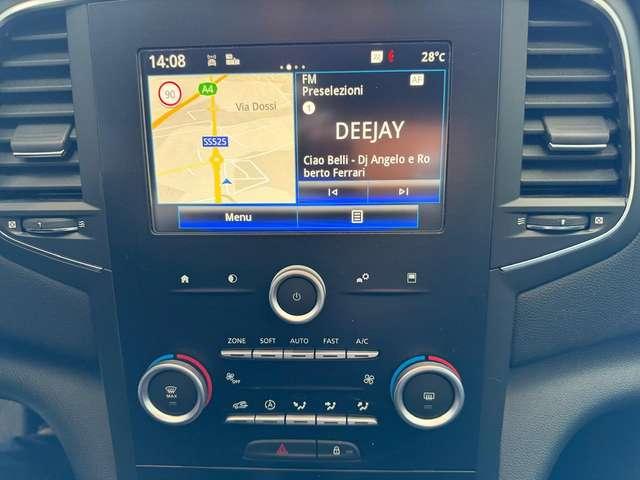 14:08
28°C
90
A4
Via Dossi
SS525
FM
AF
Preselezioni
1
DEEJAY
Ciao Belli - Dj Angelo e Ro
berto Ferrari
Menu
ZONE SOFT AUTO FAST A/C
OFF
MAX